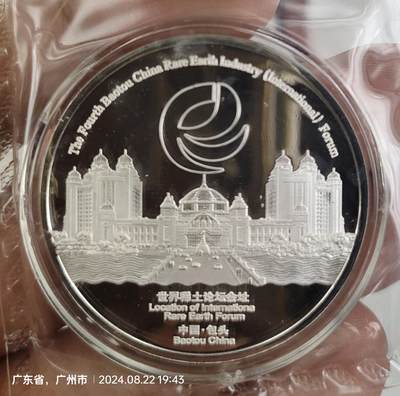 The Fourth Baotou China Rare Earth Industry (International) Forum
世界稀土论坛会址
Location of Internationa
Rare Earth Forum
中国·包头
Baotou China
广东省，广州市 2024.08.22 19:43